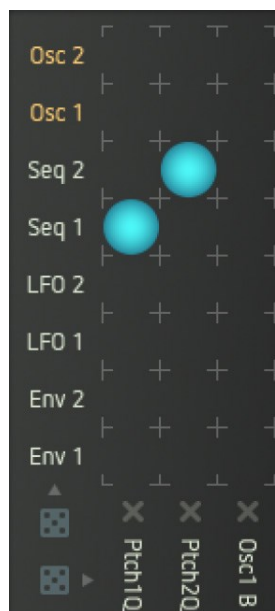 Osc 2
Osc 1
Seq 2
Seq 1
LFO 2
LFO 1
Env 2
Env 1
Ptch1Q
Ptch2Q
Osc1 B